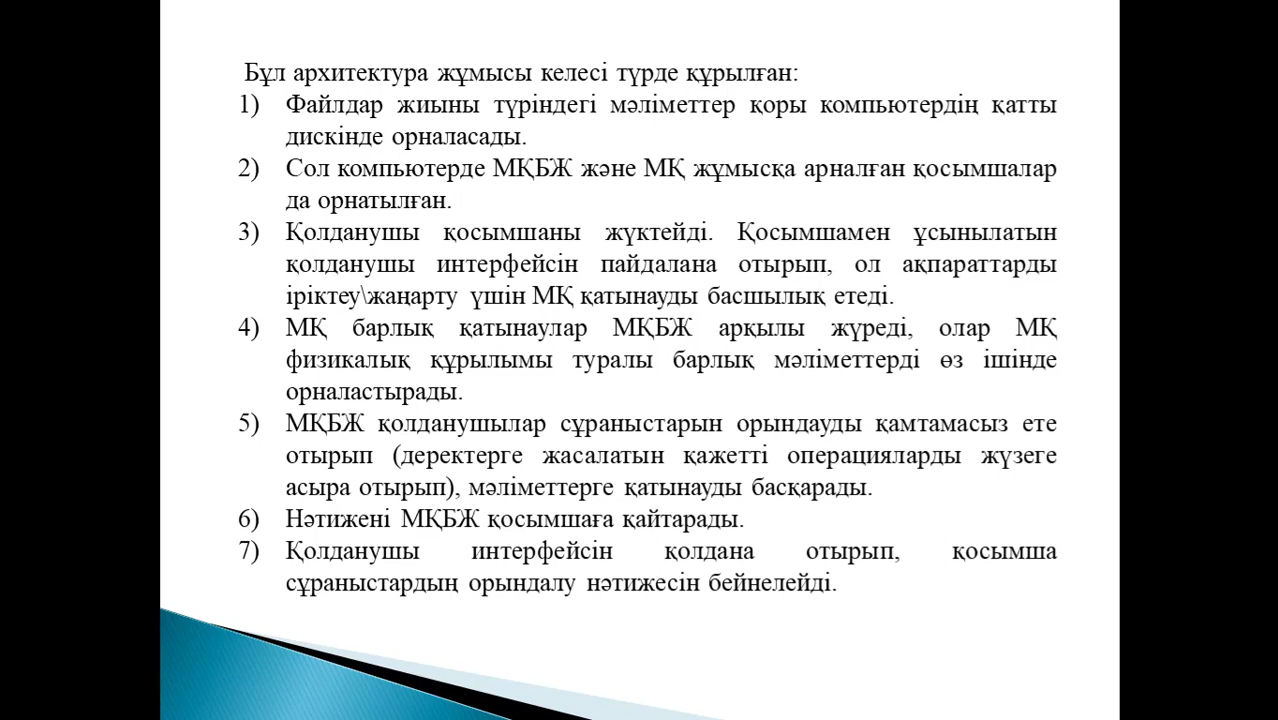 Бұл архитектура жұмысы келесі түрде құрылған:
1) Файлдар жиыны түріндегі мәліметтер қоры компьютердің қатты
дискінде орналасады.
2) Сол компьютерде МҚБЖ және МҚ жұмысқа арналған қосымшалар
да орнатылған.
3) Қолданушы қосымшаны жүктейді. Қосымшамен ұсынылатын
қолданушы интерфейсін пайдалана отырып, ол ақпараттарды
іріктеу\жаңарту үшін МҚ қатынауды басшылық етеді.
4) МҚ барлық қатынаулар МҚБЖ арқылы жүреді, олар МҚ
физикалық құрылымы туралы барлық мәліметтерді өз ішінде
орналастырады.
5) МҚБЖ қолданушылар сұраныстарын орындауды қамтамасыз ете
отырып (деректерге жасалатын қажетті операцияларды жүзеге
асыра отырып), мәліметтерге қатынауды басқарады.
6) Нәтижені МҚБЖ қосымшаға қайтарады.
7) Қолданушы интерфейсін қолдана отырып, қосымша
сұраныстардың орындалу нәтижесін бейнелейді.